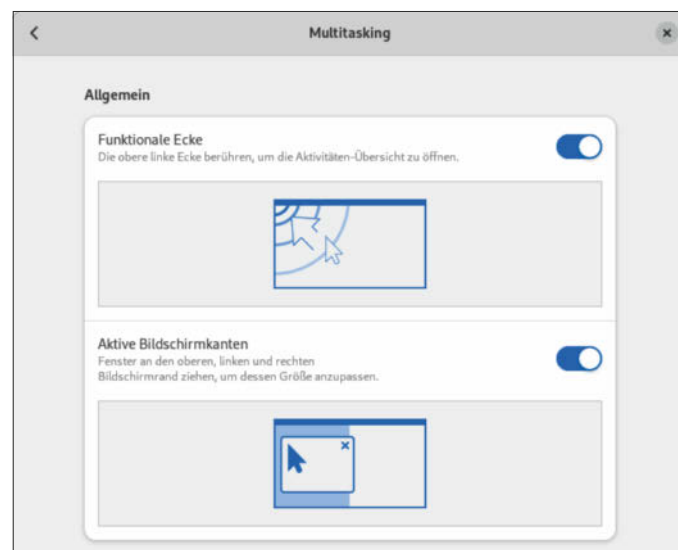 Multitasking
Allgemein
Funktionale Ecke
Die obere linke Ecke berühren, um die Aktivitäten-Übersicht zu öffnen.
Aktive Bildschirmkanten
Fenster an den oberen, linken und rechten
Bildschirmrand ziehen, um dessen Größe anzupassen.